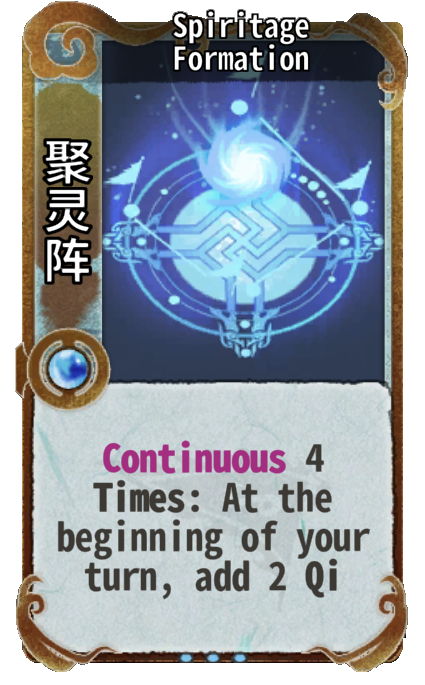 Spiritage
Formation
聚灵阵
Continuous 4
Times: At the
beginning of your
turn, add 2 Qi